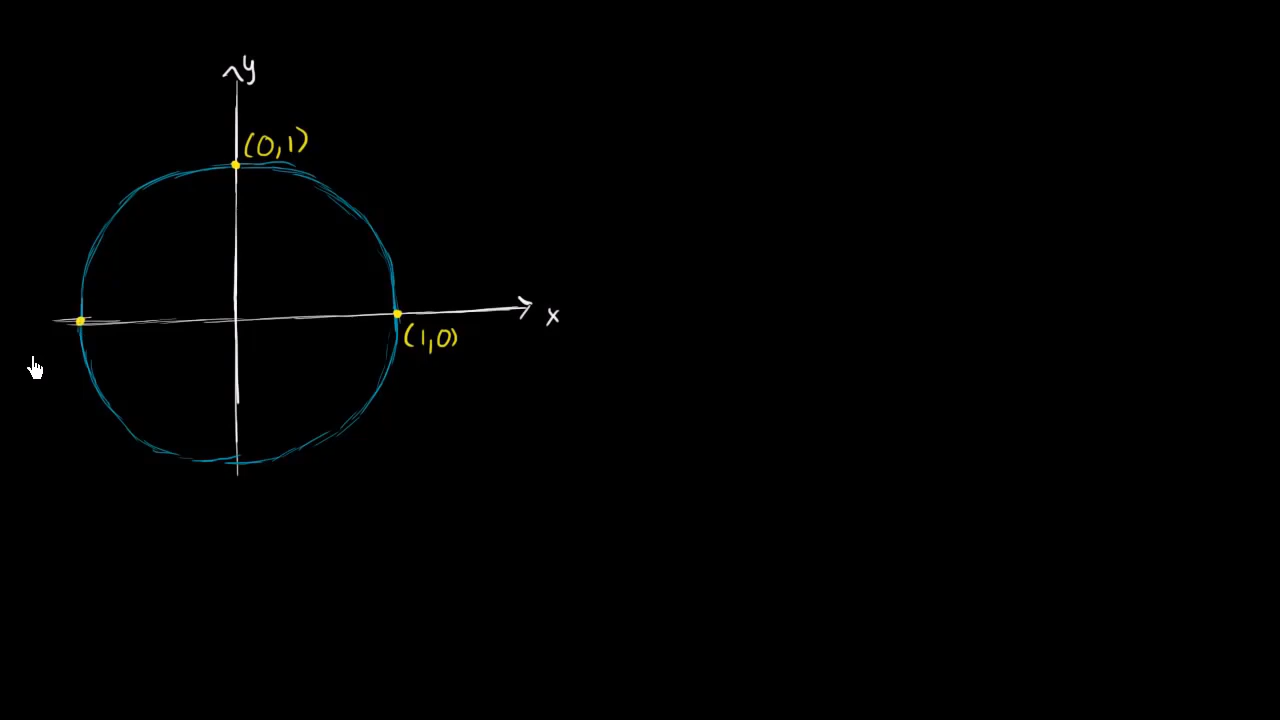 y
(0,1)
x
(1,0)